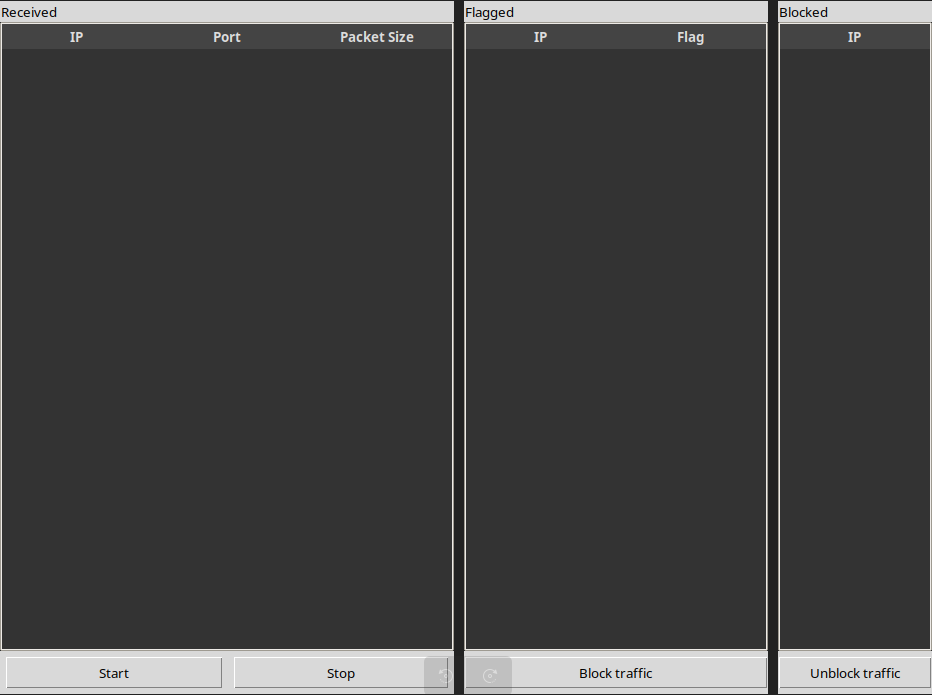 Received
IP Port Packet Size
Start Stop
Flagged
IP Flag
Block traffic
Blocked
IP
Unblock traffic